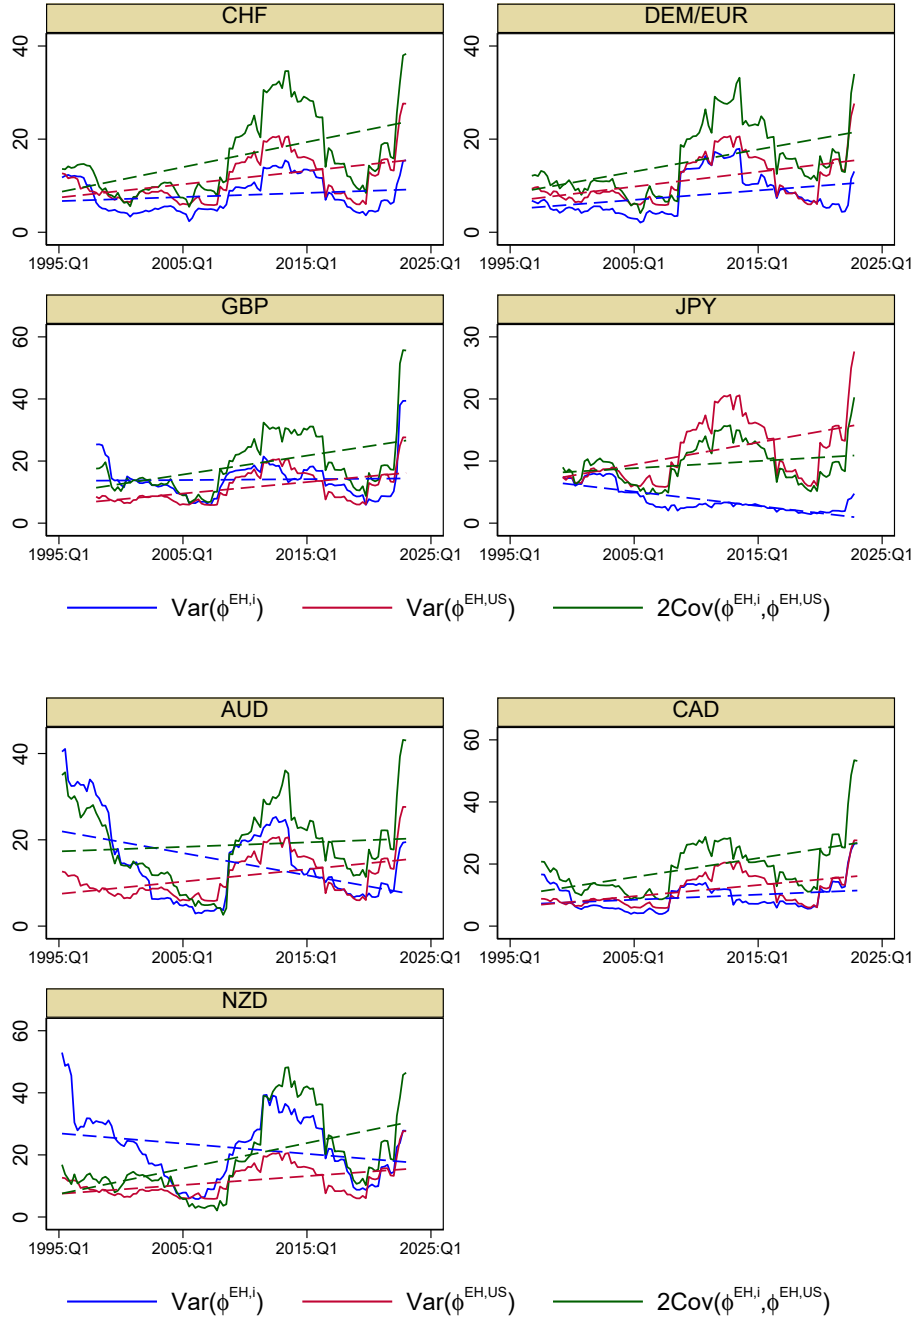 CHF
DEM/EUR
0 20 40
0 20 40
1995:Q1 2005:Q1 2015:Q1 2025:Q1
1995:Q1 2005:Q1 2015:Q1 2025:Q1
GBP
JPY
0 20 40 60
0 10 20 30
1995:Q1 2005:Q1 2015:Q1 2025:Q1
1995:Q1 2005:Q1 2015:Q1 2025:Q1
Var(ϕ^EH,i) Var(ϕ^EH,US) 2Cov(ϕ^EH,i,ϕ^EH,US)
AUD
CAD
0 20 40
0 20 40 60
1995:Q1 2005:Q1 2015:Q1 2025:Q1
1995:Q1 2005:Q1 2015:Q1 2025:Q1
NZD
0 20 40 60
1995:Q1 2005:Q1 2015:Q1 2025:Q1
Var(ϕ^EH,i) Var(ϕ^EH,US) 2Cov(ϕ^EH,i,ϕ^EH,US)